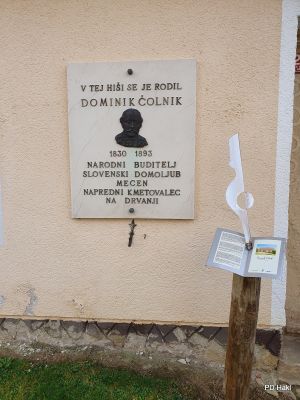 V TEJ HIŠI SE JE RODIL
DOMINIK ČOLNIK
1830 1893
NARODNI BUDITELJ
SLOVENSKI DOMOLJUB
MECEN
NAPREDNI KMETOVALEC
NA DRVANJI
PD Hakl